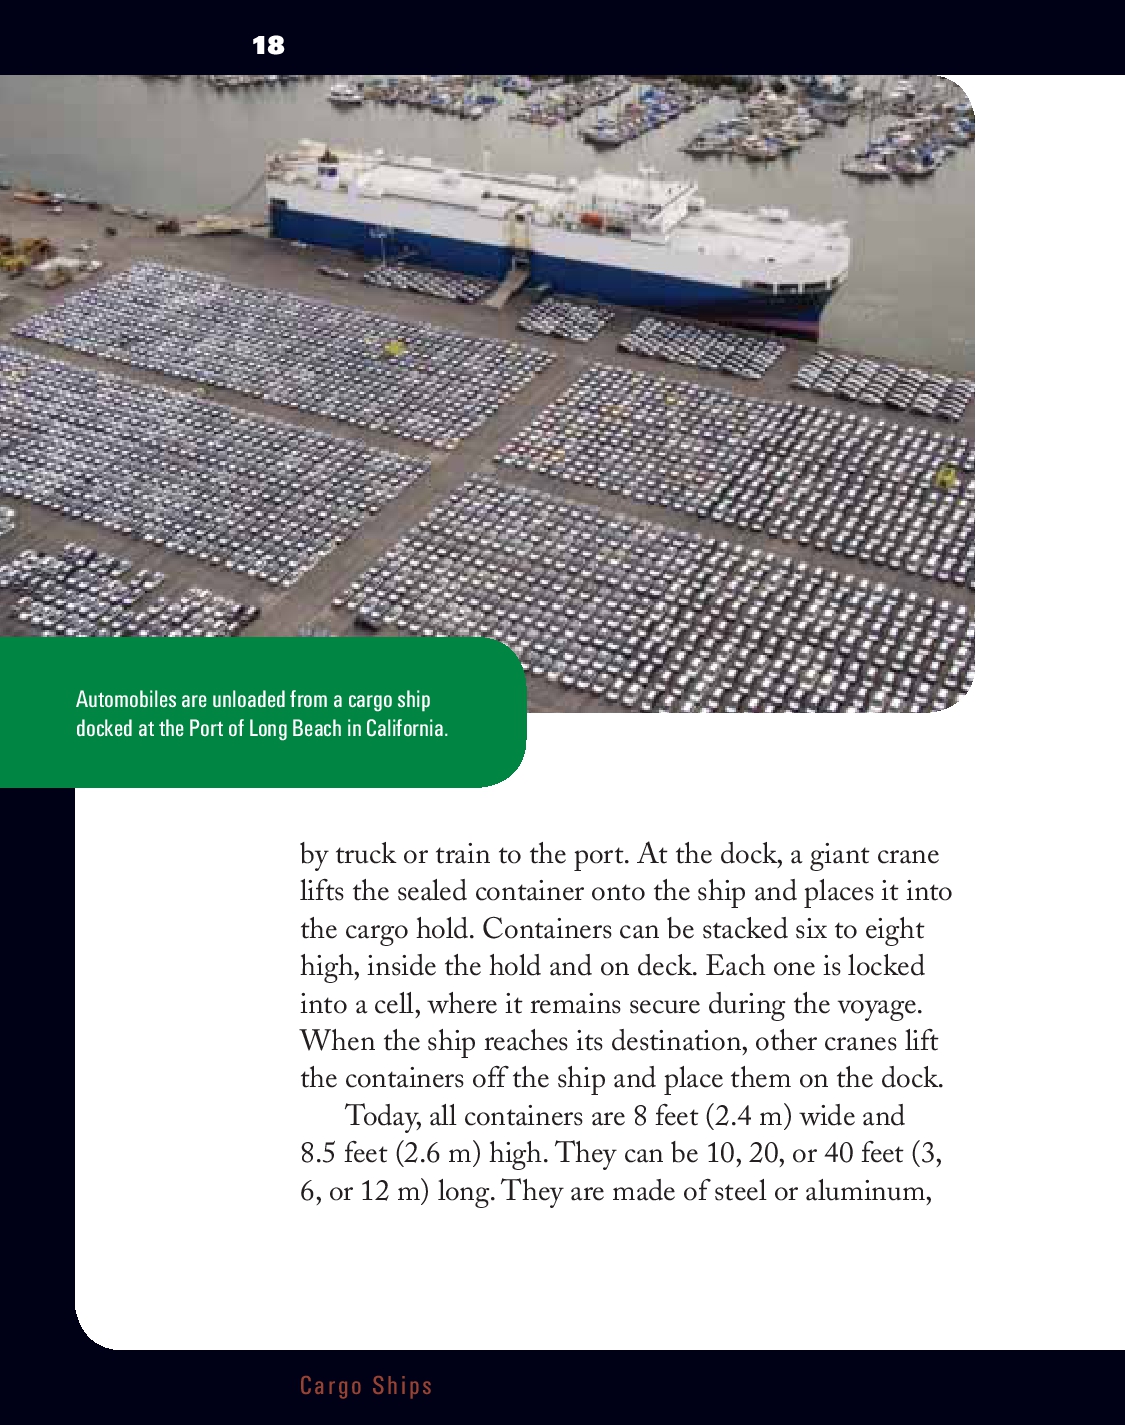 18
Automobiles are unloaded from a cargo ship
docked at the Port of Long Beach in California.
by truck or train to the port. At the dock, a giant crane
lifts the sealed container onto the ship and places it into
the cargo hold. Containers can be stacked six to eight
high, inside the hold and on deck. Each one is locked
into a cell, where it remains secure during the voyage.
When the ship reaches its destination, other cranes lift
the containers off the ship and place them on the dock.
Today, all containers are 8 feet (2.4 m) wide and
8.5 feet (2.6 m) high. They can be 10, 20, or 40 feet (3,
6, or 12 m) long. They are made of steel or aluminum,
Cargo Ships